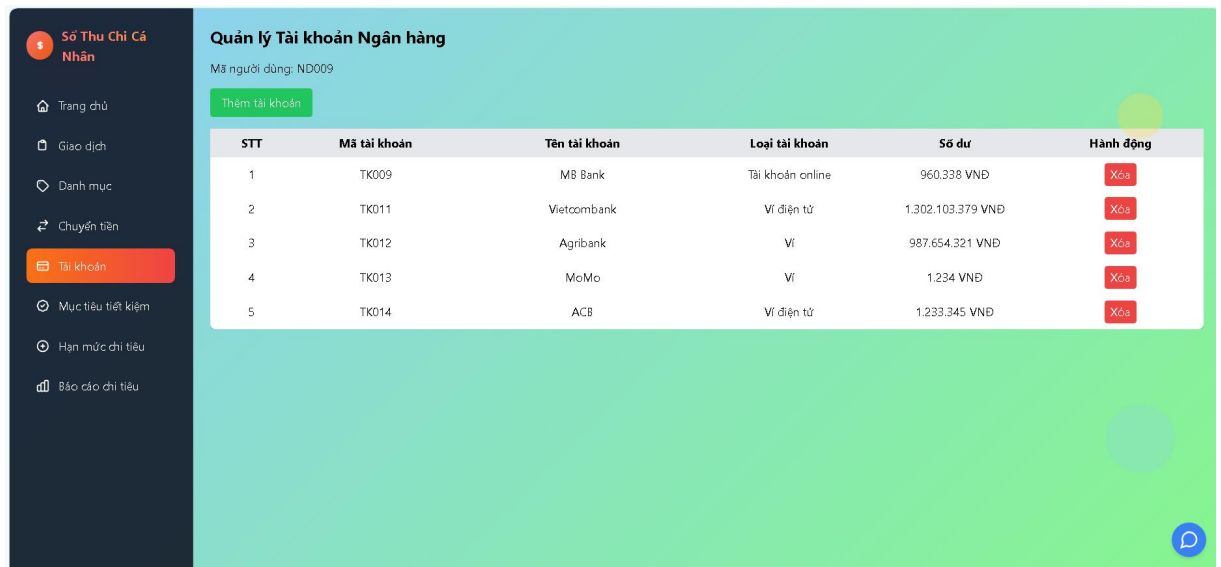 Sổ Thu Chi Cá
Nhân
Trang chủ
Giao dịch
Danh mục
Chuyển tiền
Tài khoản
Mục tiêu tiết kiệm
Hạn mức chi tiêu
Báo cáo chi tiêu
Quản lý Tài khoản Ngân hàng
Mã người dùng: ND009
Thêm tài khoản
STT Mã tài khoản Tên tài khoản Loại tài khoản Số dư Hành động
1 TK009 MB Bank Tài khoản online 960.338 VNĐ Xóa
2 TK011 Vietcombank Ví điện tử 1.302.103.379 VNĐ Xóa
3 TK012 Agribank Ví 987.654.321 VNĐ Xóa
4 TK013 MoMo Ví 1.234 VNĐ Xóa
5 TK014 ACB Ví điện tử 1.233.345 VNĐ Xóa